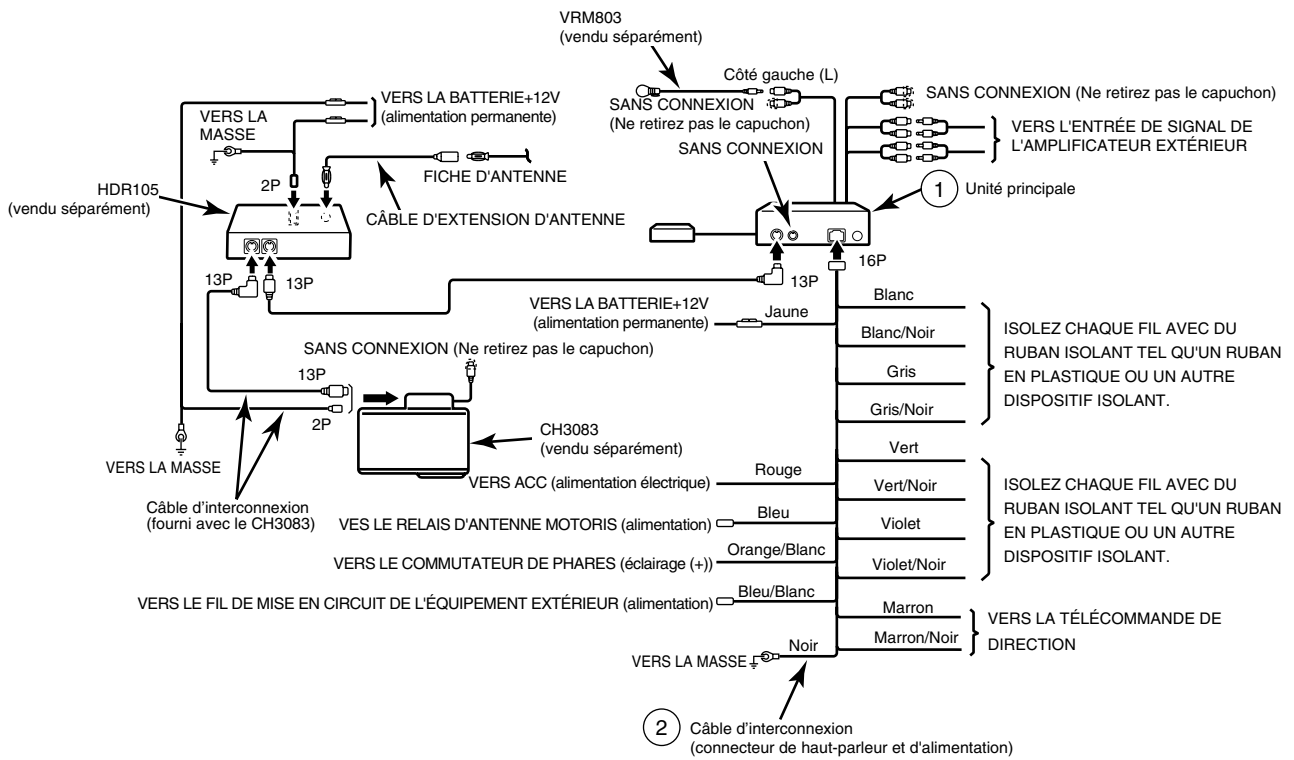 VRM803
(vendu séparément)
Côté gauche (L)
SANS CONNEXION
(Ne retirez pas le capuchon)
SANS CONNEXION
SANS CONNEXION (Ne retirez pas le capuchon)
VERS L'ENTRÉE DE SIGNAL DE
L'AMPLIFICATEUR EXTÉRIEUR
1 Unité principale
VERS LA BATTERIE+12V
(alimentation permanente)
VERS LA
MASSE
2P
FICHE D'ANTENNE
CÂBLE D'EXTENSION D'ANTENNE
HDR105
(vendu séparément)
13P
13P
13P
16P
VERS LA BATTERIE+12V
(alimentation permanente)
Jaune
SANS CONNEXION (Ne retirez pas le capuchon)
13P
2P
CH3083
(vendu séparément)
VERS LA MASSE
Câble d'interconnexion
(fourni avec le CH3083)
VERS ACC (alimentation électrique)
Rouge
VES LE RELAIS D'ANTENNE MOTORIS (alimentation)
Bleu
VERS LE COMMUTATEUR DE PHARES (éclairage (+))
Orange/Blanc
VERS LE FIL DE MISE EN CIRCUIT DE L'ÉQUIPEMENT EXTÉRIEUR (alimentation)
Bleu/Blanc
VERS LA MASSE
Noir
Blanc
Blanc/Noir
Gris
Gris/Noir
ISOLEZ CHAQUE FIL AVEC DU
RUBAN ISOLANT TEL QU'UN RUBAN
EN PLASTIQUE OU UN AUTRE
DISPOSITIF ISOLANT.
Vert
Vert/Noir
Violet
Violet/Noir
ISOLEZ CHAQUE FIL AVEC DU
RUBAN ISOLANT TEL QU'UN RUBAN
EN PLASTIQUE OU UN AUTRE
DISPOSITIF ISOLANT.
Marron
Marron/Noir
VERS LA TÉLÉCOMMANDE DE
DIRECTION
2 Câble d'interconnexion
(connecteur de haut-parleur et d'alimentation)